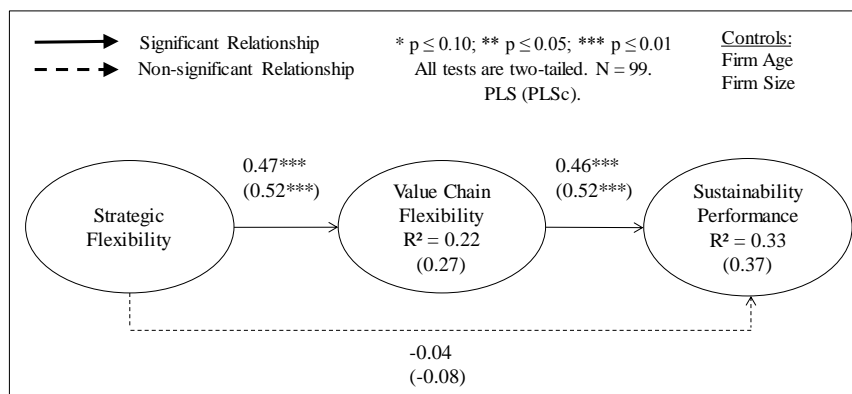 Significant Relationship
Non-significant Relationship
* p ≤ 0.10; ** p ≤ 0.05; *** p ≤ 0.01
All tests are two-tailed. N = 99.
PLS (PLSc).
Controls:
Firm Age
Firm Size
0.47***
(0.52***)
0.46***
(0.52***)
Strategic
Flexibility
Value Chain
Flexibility
R² = 0.22
(0.27)
Sustainability
Performance
R² = 0.33
(0.37)
-0.04
(-0.08)